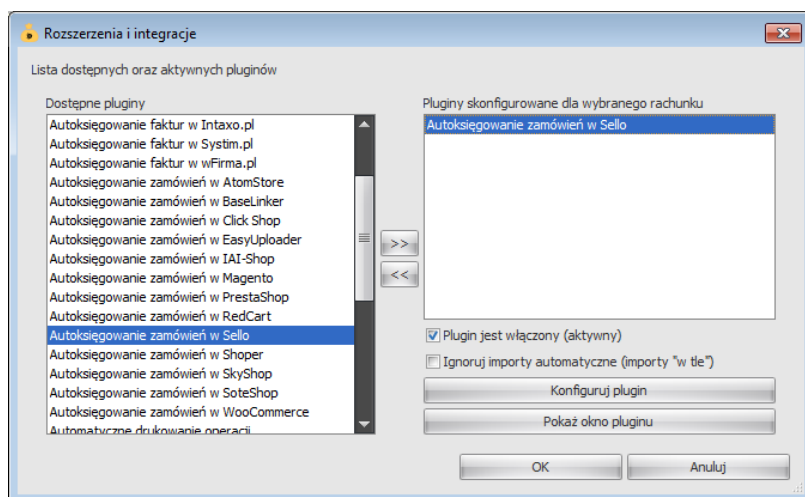 Rozszerzenia i integracje
Lista dostępnych oraz aktywnych pluginów
Dostępne pluginy
Autoksięgowanie faktur w Intaxo.pl
Autoksięgowanie faktur w Systim.pl
Autoksięgowanie faktur w wFirma.pl
Autoksięgowanie zamówień w AtomStore
Autoksięgowanie zamówień w BaseLinker
Autoksięgowanie zamówień w Click Shop
Autoksięgowanie zamówień w EasyUploader
Autoksięgowanie zamówień w IAI-Shop
Autoksięgowanie zamówień w Magento
Autoksięgowanie zamówień w PrestaShop
Autoksięgowanie zamówień w RedCart
Autoksięgowanie zamówień w Sello
Autoksięgowanie zamówień w Shoper
Autoksięgowanie zamówień w SkyShop
Autoksięgowanie zamówień w SoteShop
Autoksięgowanie zamówień w WooCommerce
Automatyczne drukowanie operacji
>>
<<
Pluginy skonfigurowane dla wybranego rachunku
Autoksięgowanie zamówień w Sello
Plugin jest włączony (aktywny)
Ignoruj importy automatyczne (importy "w tle")
Konfiguruj plugin
Pokaż okno pluginu
OK
Anuluj